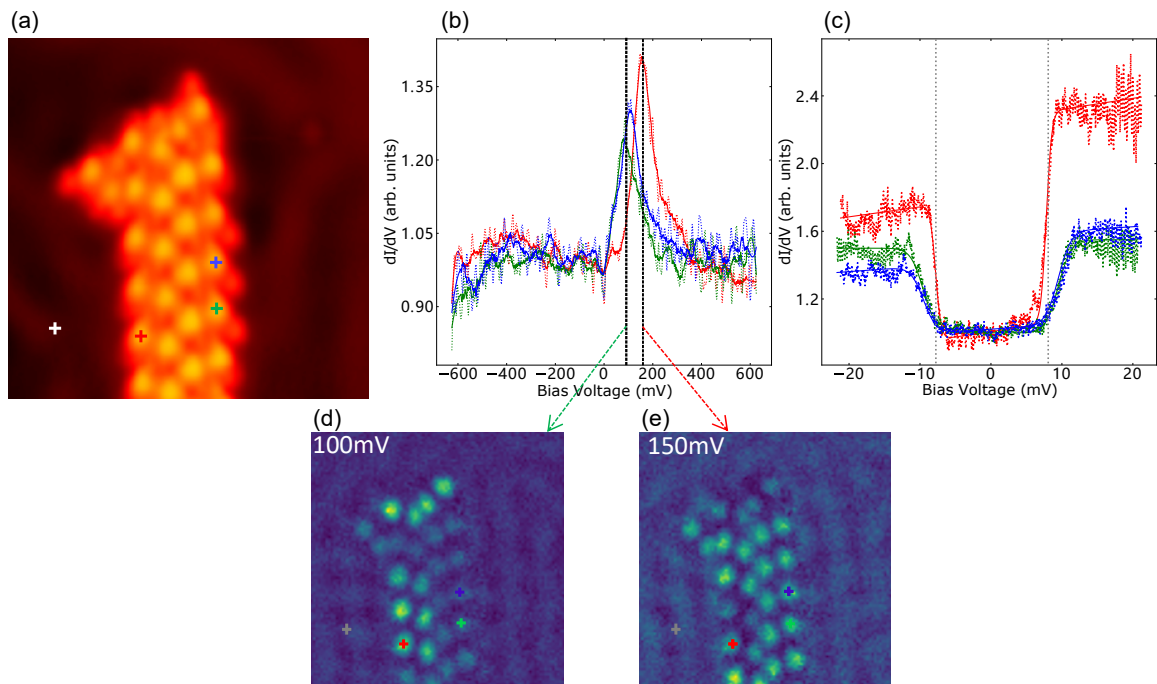 (a)
(b)
(c)
dI/dV (arb. units)
1.35
1.20
1.05
0.90
−600 −400 −200 0 200 400 600
Bias Voltage (mV)
dI/dV (arb. units)
2.4
2.0
1.6
1.2
−20 −10 0 10 20
Bias Voltage (mV)
(d)
100mV
(e)
150mV